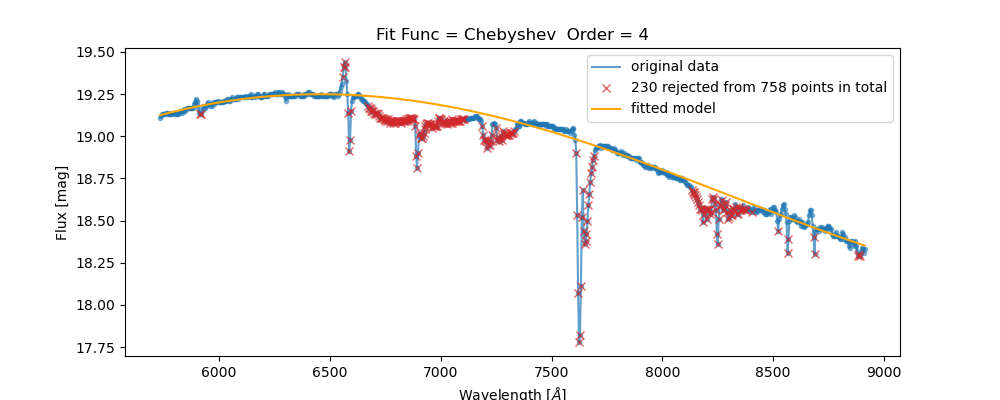 Fit Func = Chebyshev  Order = 4
original data
230 rejected from 758 points in total
fitted model
Flux [mag]
19.50
19.25
19.00
18.75
18.50
18.25
18.00
17.75
6000 6500 7000 7500 8000 8500 9000
Wavelength [Å]